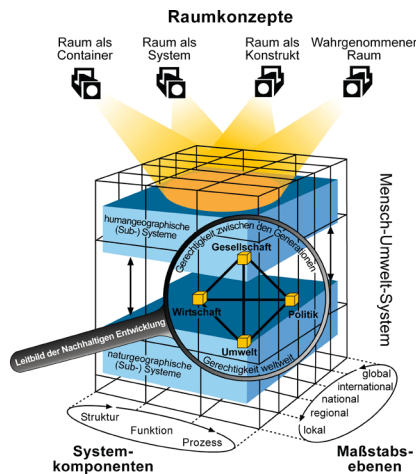 Raumkonzepte
Raum als
Container
Raum als
System
Raum als
Konstrukt
Wahrgenommener
Raum
humangeographische
(Sub-) Systeme
Gerechtigkeit zwischen den Generationen
Gesellschaft
Wirtschaft
Politik
Umwelt
Gerechtigkeit weltweit
Leitbild der Nachhaltigen Entwicklung
naturgeographische
(Sub-) Systeme
Mensch-Umwelt-System
Struktur
Funktion
Prozess
global
international
national
regional
lokal
System-
komponenten
Maßstabs-
ebenen